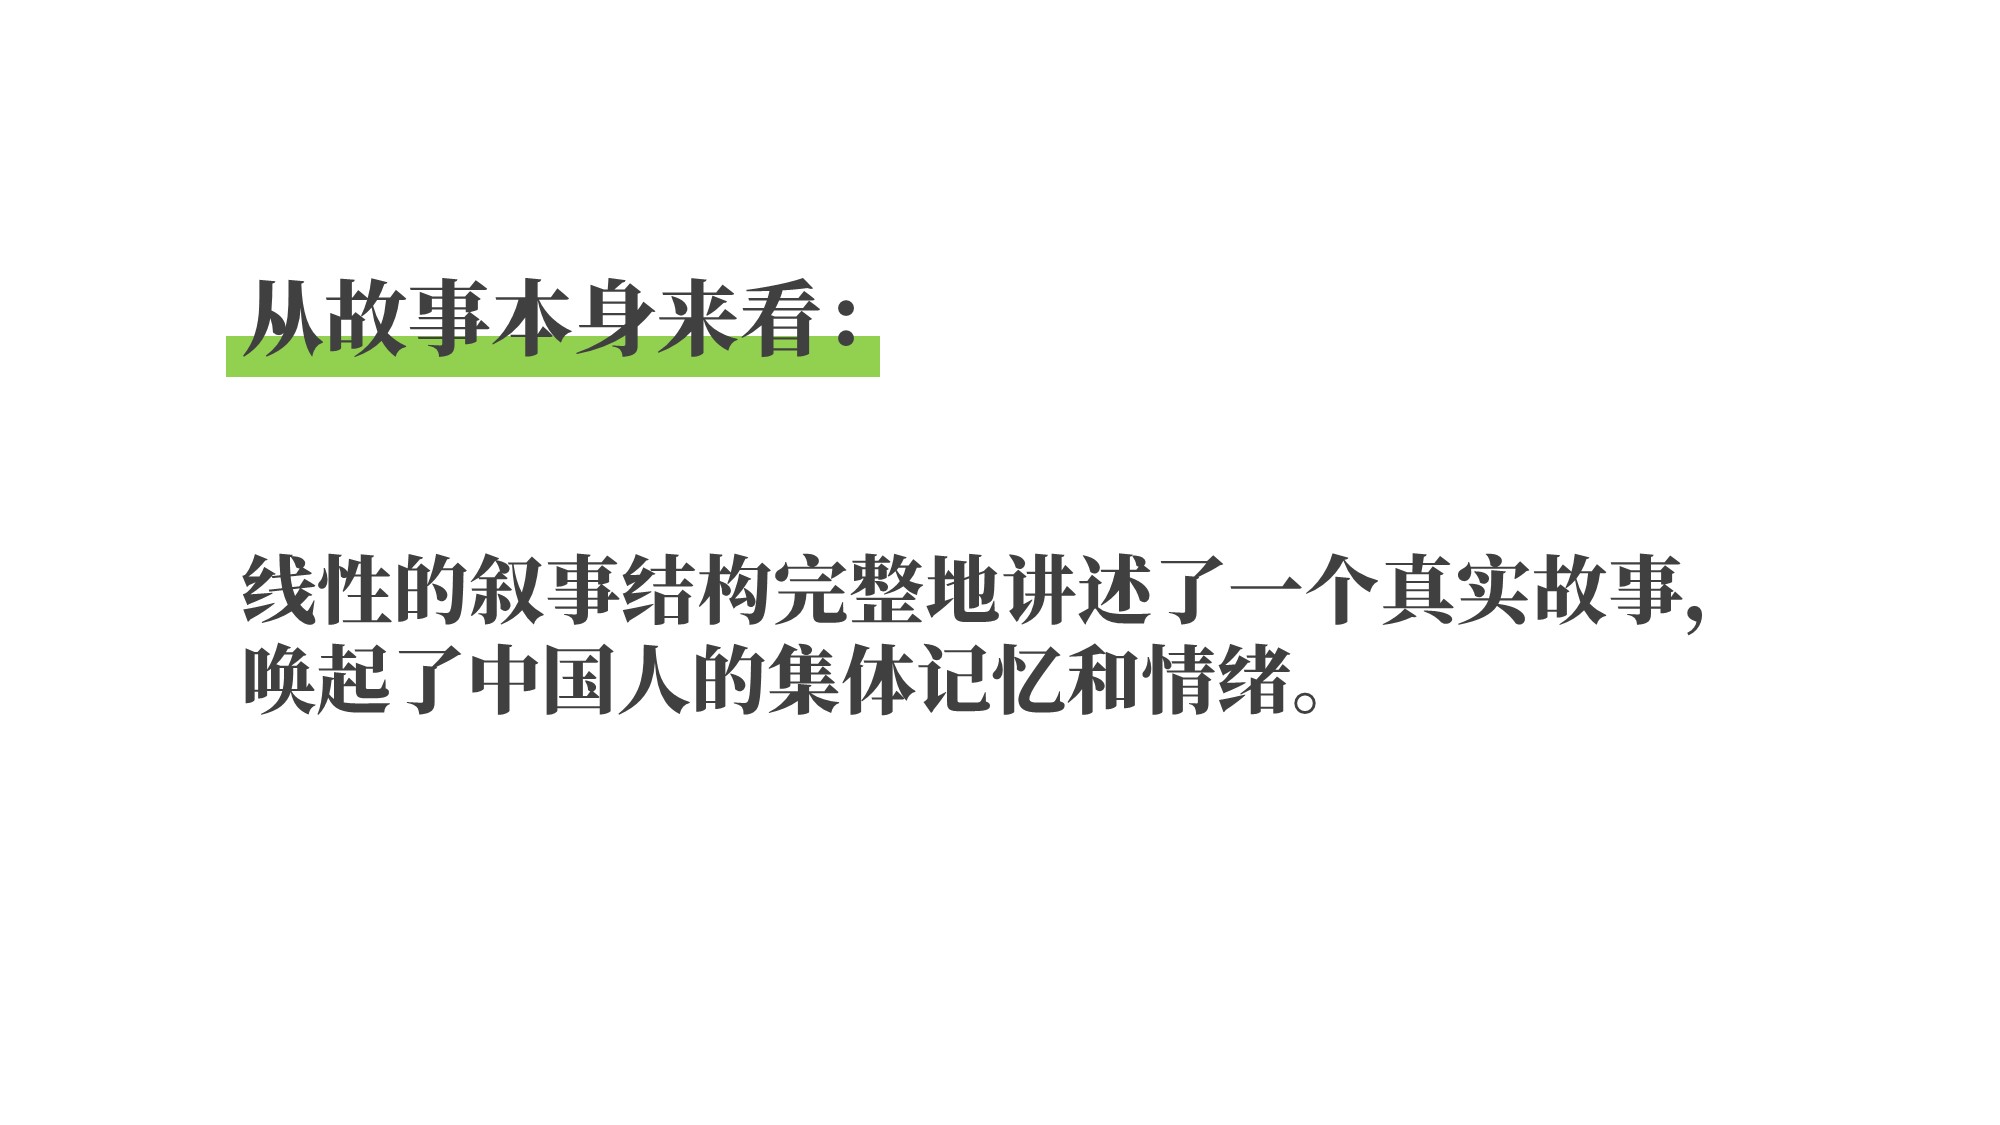 从故事本身来看：
线性的叙事结构完整地讲述了一个真实故事，
唤起了中国人的集体记忆和情绪。